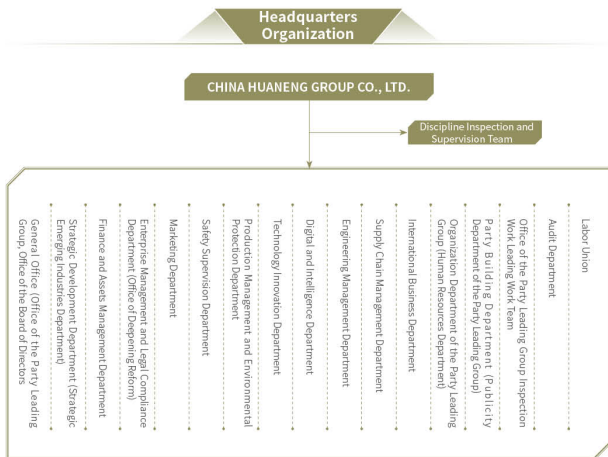 Headquarters
Organization
CHINA HUANENG GROUP CO., LTD.
Discipline Inspection and
Supervision Team
General Office (Office of the Party Leading
Group, Office of the Board of Directors
Strategic Development Department (Strategic
Emerging Industries Department)
Finance and Assets Management Department
Marketing Department
Enterprise Management and Legal Compliance
Department (Office of Deepening Reform)
Safety Supervision Department
Production Management and Environmental
Protection Department
Technology Innovation Department
Digital and Intelligence Department
Engineering Management Department
Supply Chain Management Department
International Business Department
Organization Department of the Party Leading
Group (Human Resources Department)
Party Building Department (Publicity
Department of the Party Leading Group)
Office of the Party Leading Group Inspection
Work Leading Work Team
Audit Department
Labor Union